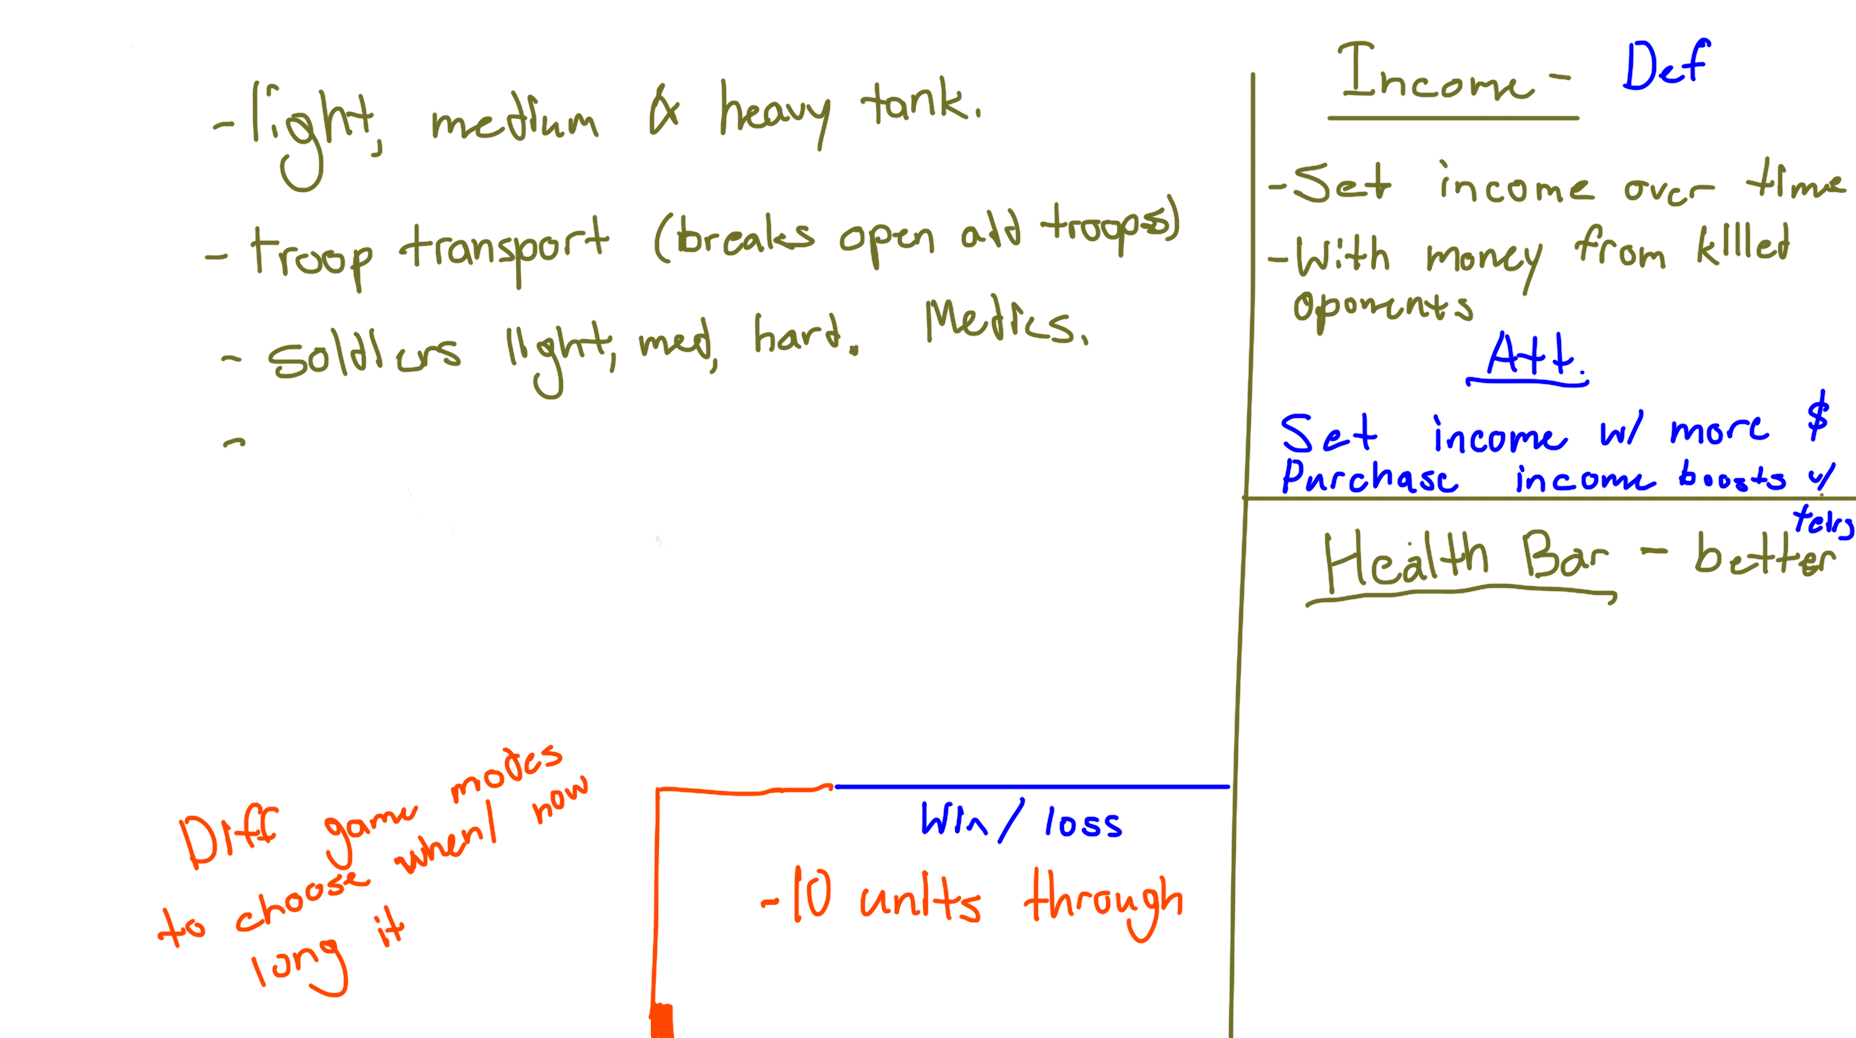 -light, medium & heavy tank.
- troop transport (breaks open add troops)
- soldiers light, med, hard. Medics.
-
Income - Def
-Set income over time
-With money from killed
oponents
Att.
Set income w/ more $
Purchase income boosts w/
Health Bar - better
Diff game modes
to choose when/ how
long it
Win/loss
-10 units through